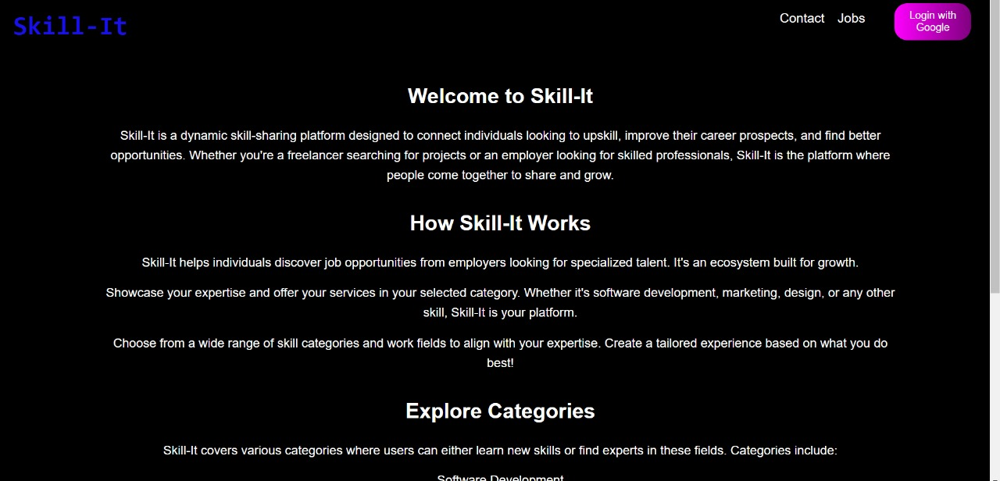 Skill-It
Contact Jobs
Login with
Google
Welcome to Skill-It
Skill-It is a dynamic skill-sharing platform designed to connect individuals looking to upskill, improve their career prospects, and find better
opportunities. Whether you're a freelancer searching for projects or an employer looking for skilled professionals, Skill-It is the platform where
people come together to share and grow.
How Skill-It Works
Skill-It helps individuals discover job opportunities from employers looking for specialized talent. It's an ecosystem built for growth.
Showcase your expertise and offer your services in your selected category. Whether it's software development, marketing, design, or any other
skill, Skill-It is your platform.
Choose from a wide range of skill categories and work fields to align with your expertise. Create a tailored experience based on what you do
best!
Explore Categories
Skill-It covers various categories where users can either learn new skills or find experts in these fields. Categories include:
Software Development